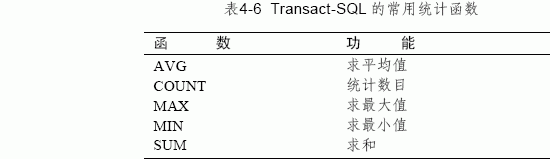 表4-6 Transact-SQL 的常用统计函数
函 数 功 能
AVG 求平均值
COUNT 统计数目
MAX 求最大值
MIN 求最小值
SUM 求和